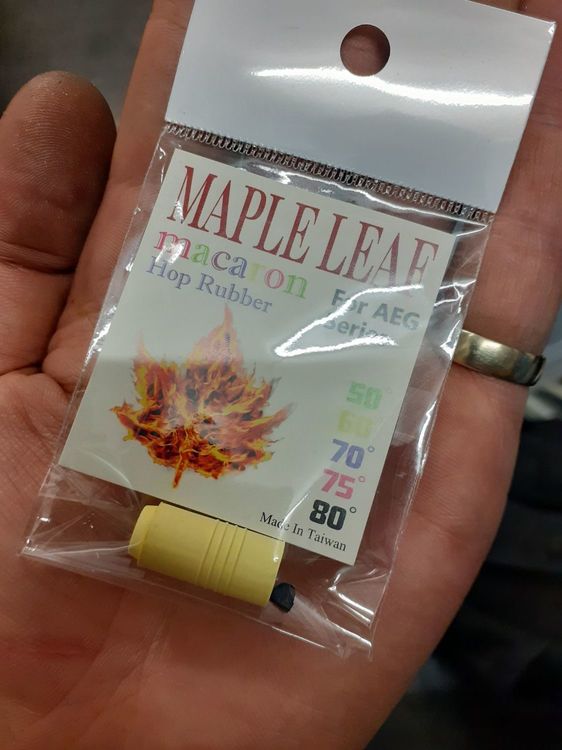 MAPLE LEAF
macaron
Hop Rubber
For AEG
Series
50°
60°
70°
75°
80°
Made In Taiwan